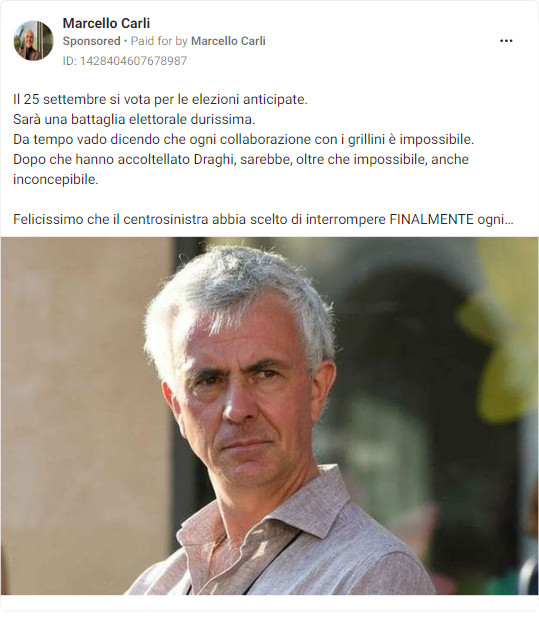 Marcello Carli
Sponsored • Paid for by Marcello Carli
ID: 1428404607678987
Il 25 settembre si vota per le elezioni anticipate.
Sarà una battaglia elettorale durissima.
Da tempo vado dicendo che ogni collaborazione con i grillini è impossibile.
Dopo che hanno accoltellato Draghi, sarebbe, oltre che impossibile, anche
inconcepibile.
Felicissimo che il centrosinistra abbia scelto di interrompere FINALMENTE ogni...